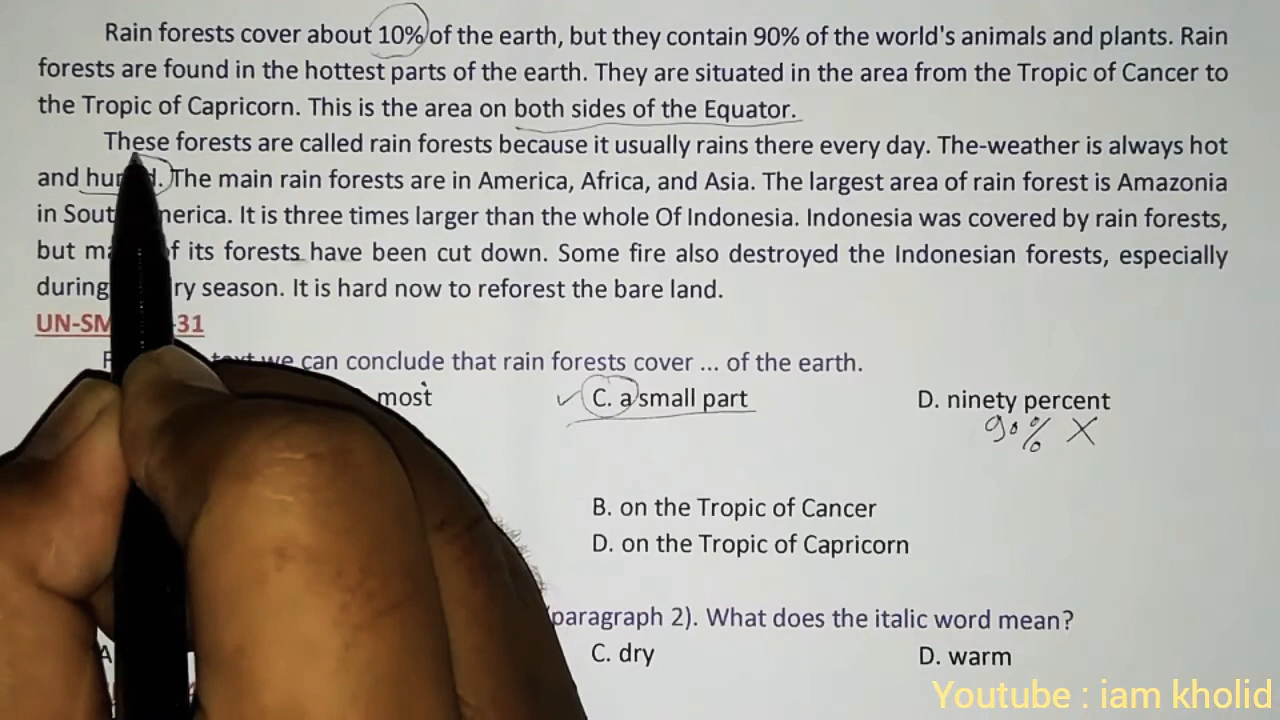 Rain forests cover about 10% of the earth, but they contain 90% of the world's animals and plants. Rain
forests are found in the hottest parts of the earth. They are situated in the area from the Tropic of Cancer to
the Tropic of Capricorn. This is the area on both sides of the Equator.
These forests are called rain forests because it usually rains there every day. The-weather is always hot
and The main rain forests are in America, Africa, and Asia. The largest area of rain forest is Amazonia
in It is three times larger than the whole Of Indonesia. Indonesia was covered by rain forests,
but its forests have been cut down. Some fire also destroyed the Indonesian forests, especially
during season. It is hard now to reforest the bare land.
31
we can conclude that rain forests cover ... of the earth.
most C. a small part D. ninety percent
90% X
B. on the Tropic of Cancer
D. on the Tropic of Capricorn
paragraph 2). What does the italic word mean?
A C. dry D. warm
Youtube : iam kholid